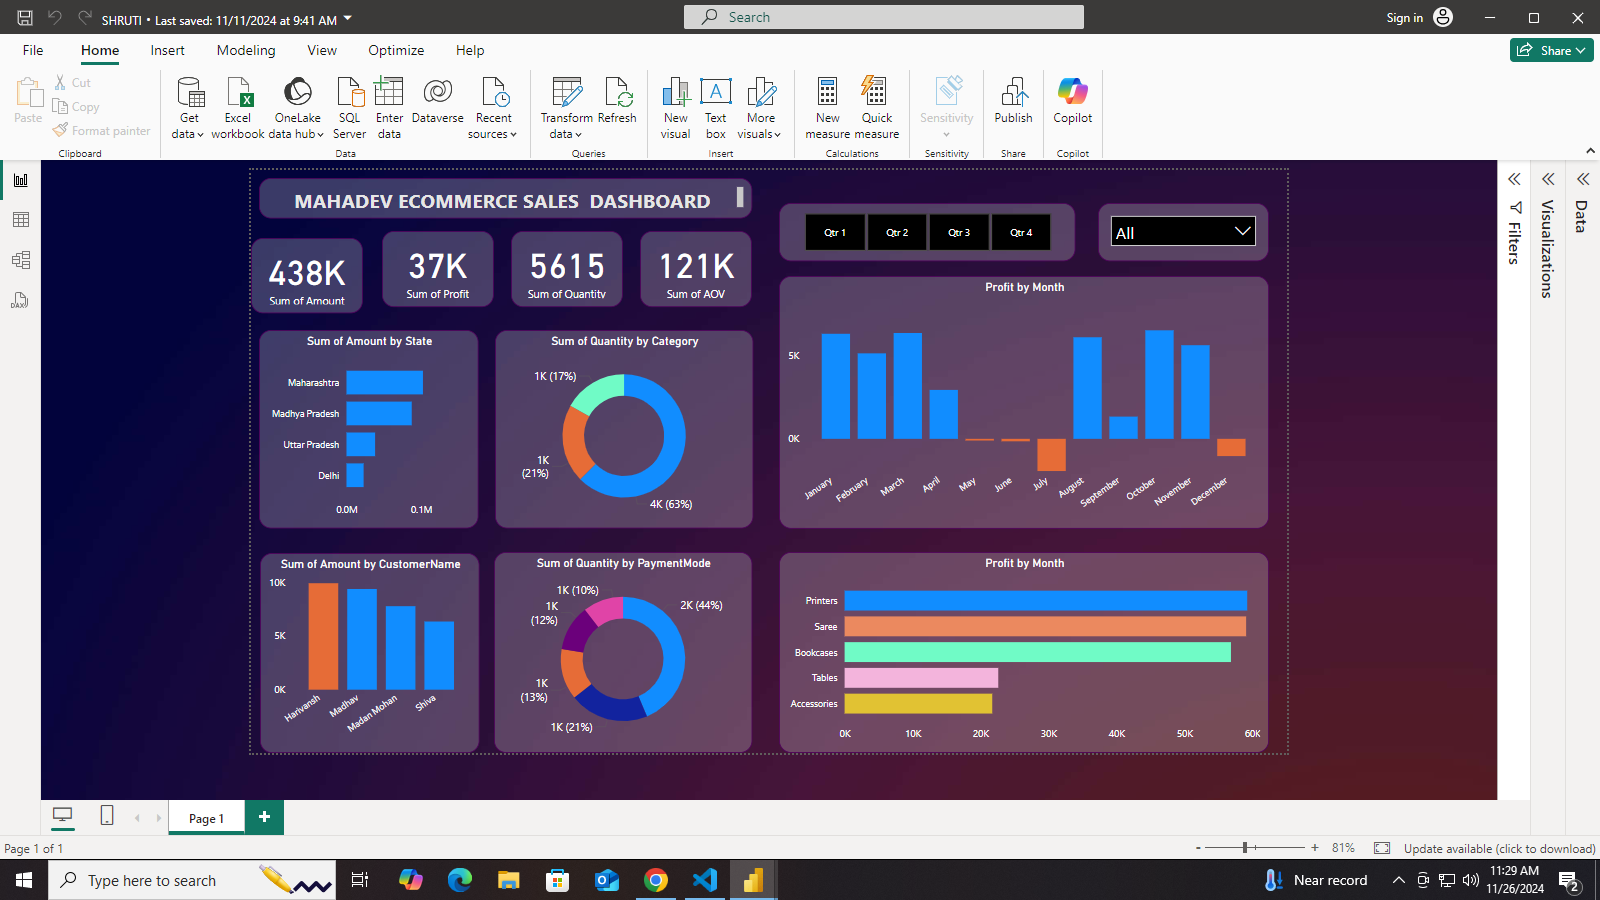 SHRUTI • Last saved: 11/11/2024 at 9:41 AM
Search
Sign in
File
Home
Insert
Modeling
View
Optimize
Help
Share
Paste
Cut
Copy
Format painter
Clipboard
Get data
Excel workbook
OneLake data hub
SQL Server
Enter data
Dataverse
Recent sources
Data
Transform data
Refresh
Queries
New visual
Text box
More visuals
Insert
New measure
Quick measure
Calculations
Sensitivity
Sensitivity
Publish
Share
Copilot
Copilot
MAHADEV ECOMMERCE SALES DASHBOARD
438K
Sum of Amount
37K
Sum of Profit
5615
Sum of Quantity
121K
Sum of AOV
Qtr 1
Qtr 2
Qtr 3
Qtr 4
All
Filters
Visualizations
Data
DAX
Sum of Amount by State
Maharashtra
Madhya Pradesh
Uttar Pradesh
Delhi
0.0M
0.1M
Sum of Quantity by Category
1K (17%)
1K
(21%)
4K (63%)
Profit by Month
5K
0K
January
February
March
April
May
June
July
August
September
October
November
December
Sum of Amount by CustomerName
10K
5K
0K
Harivansh
Madhav
Madan Mohan
Shiva
Sum of Quantity by PaymentMode
1K (10%)
1K
(12%)
2K (44%)
1K
(13%)
1K (21%)
Profit by Month
Printers
Saree
Bookcases
Tables
Accessories
0K
10K
20K
30K
40K
50K
60K
Page 1
+
Page 1 of 1
- + 81%
Update available (click to download)
Type here to search
Near record
11:29 AM
11/26/2024
2